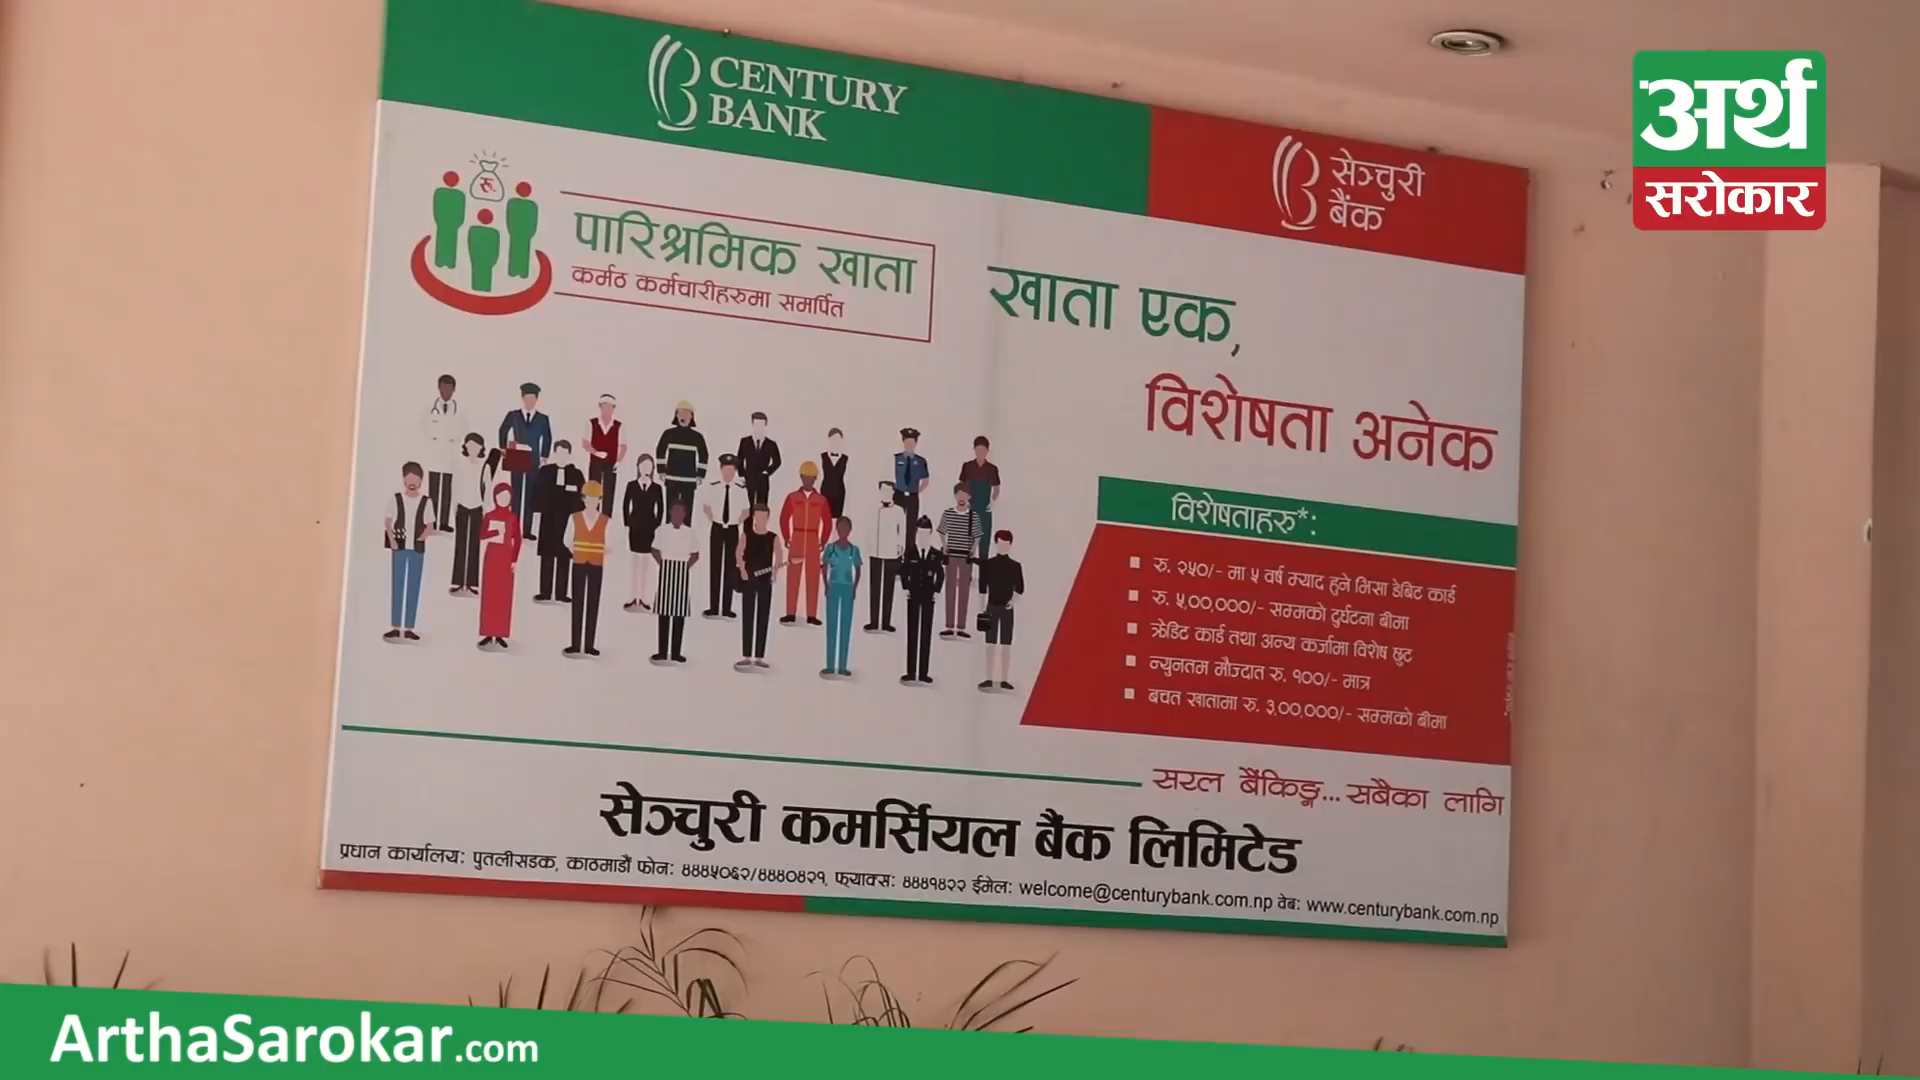 CENTURY
BANK
सेञ्चुरी
बैंक
अर्थ
सरोकार
रु.
पारिश्रमिक खाता
कर्मठ कर्मचारीहरुमा समर्पित
खाता एक,
विशेषता अनेक
विशेषताहरु*:
रु. २५०/- मा ५ वर्ष म्याद हुने भिसा डेबिट कार्ड
रु. ५,००,०००/- सम्मको दुर्घटना बीमा
क्रेडिट कार्ड तथा अन्य कर्जामा विशेष छुट
न्युनतम मौज्दात रु. १००/- मात्र
बचत खातामा रु. ३,००,०००/- सम्मको बीमा
सरल बैंकिङ्ग...सबैका लागि
सेञ्चुरी कमर्सियल बैंक लिमिटेड
प्रधान कार्यालय: पुतलीसडक, काठमाडौं फोन: ४४४५०६२/४४४०४२१, फ्याक्स: ४४४१४२२ ईमेल: welcome@centurybank.com.np वेब: www.centurybank.com.np
ArthaSarokar.com